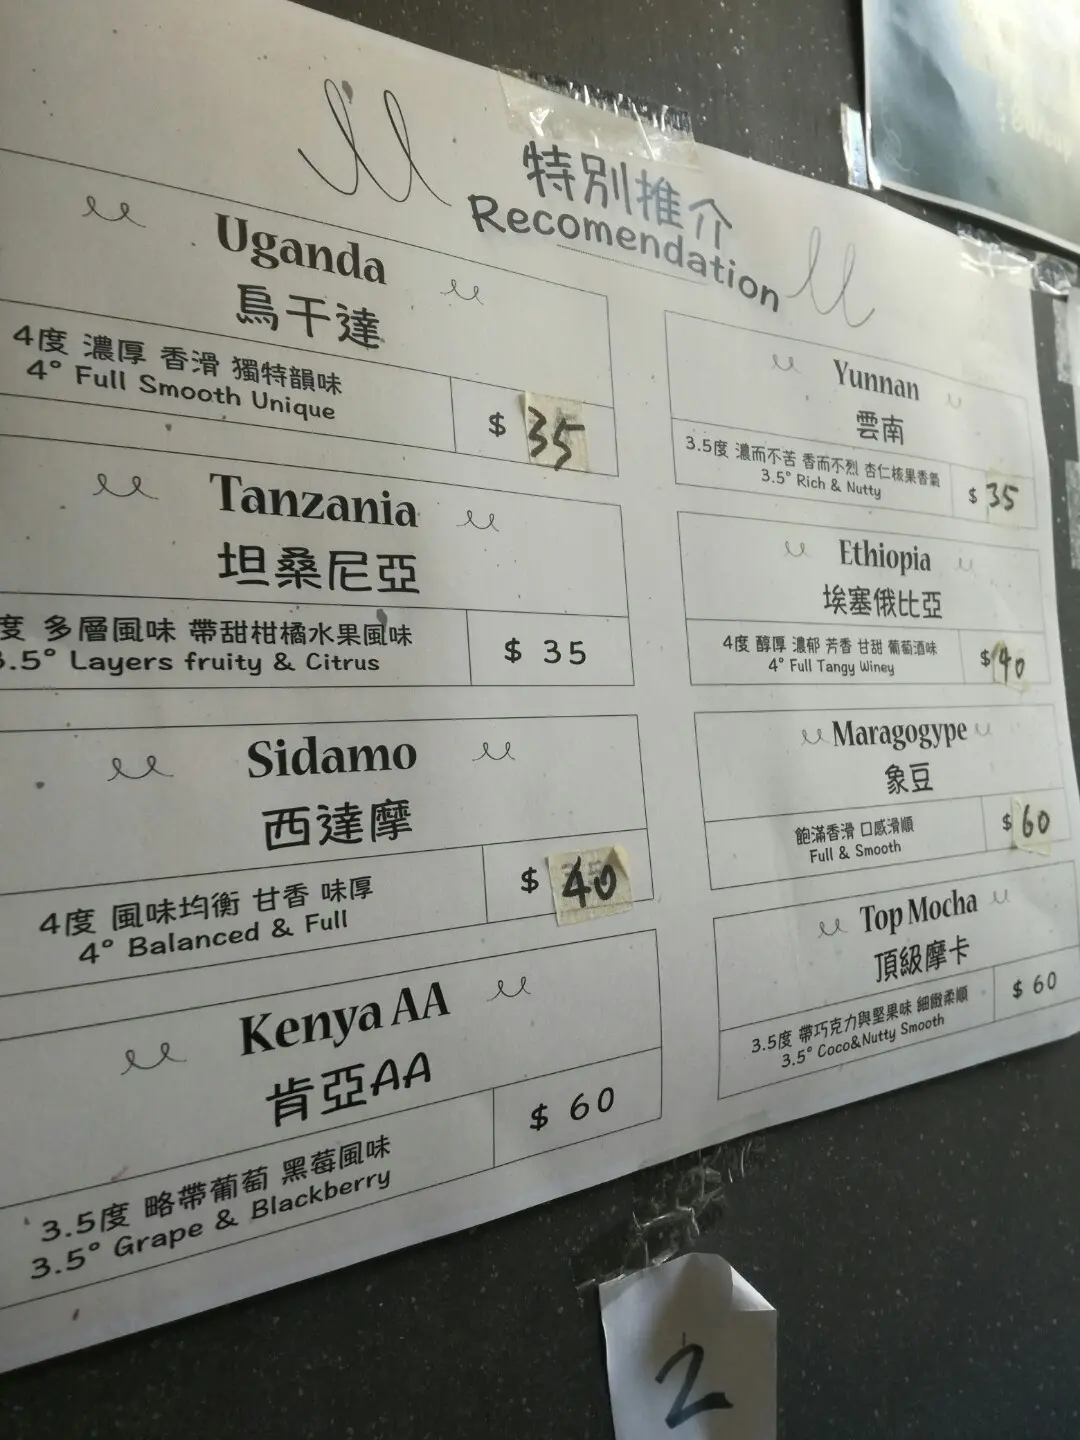 特別推介
Recomendation
Uganda
烏干達
4度 濃厚 香滑 獨特韻味
4° Full Smooth Unique
$ 35
Tanzania
坦桑尼亞
度 多層風味 帶甜柑橘水果風味
3.5° Layers fruity & Citrus
$ 35
Sidamo
西達摩
4度 風味均衡 甘香 味厚
4° Balanced & Full
$ 40
Kenya AA
肯亞AA
3.5度 略帶葡萄 黑莓風味
3.5° Grape & Blackberry
$ 60
Yunnan
雲南
3.5度 濃而不苦 香而不烈 杏仁核果香氣
3.5° Rich & Nutty
$ 35
Ethiopia
埃塞俄比亞
4度 醇厚 濃郁 芳香 甘甜 葡萄酒味
4° Full Tangy Winey
$ 40
Maragogype
象豆
飽滿香滑 口感滑順
Full & Smooth
$ 60
Top Mocha
頂級摩卡
3.5度 帶巧克力與堅果味 細緻柔順
3.5° Coco&Nutty Smooth
$ 60
2